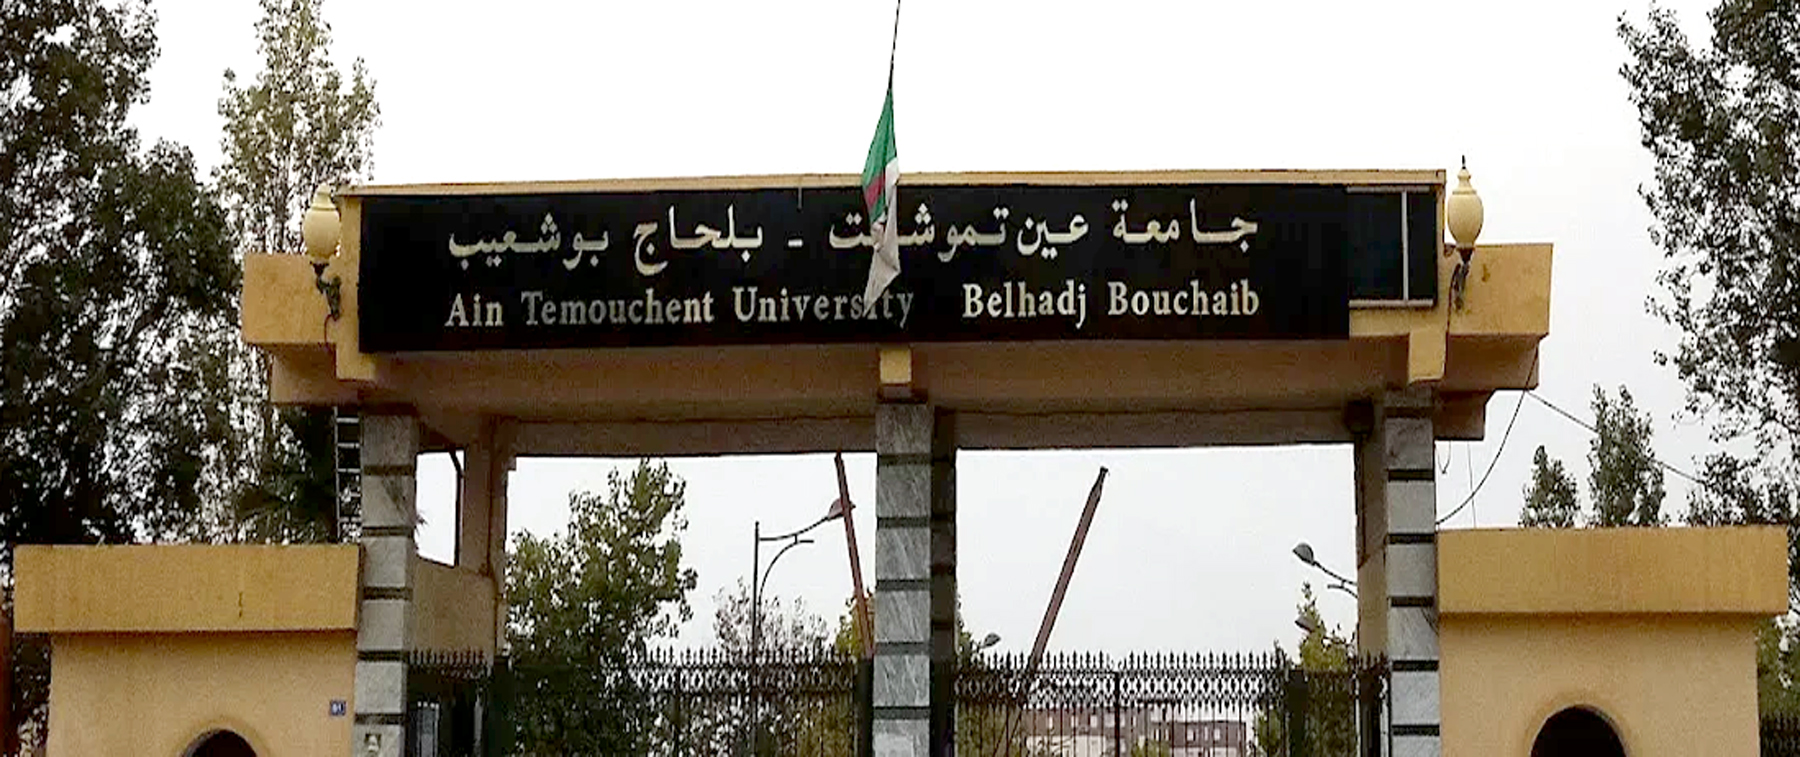 جامعة عين تموشنت - بلحاج بوشعيب
Ain Temouchent University Belhadj Bouchaib